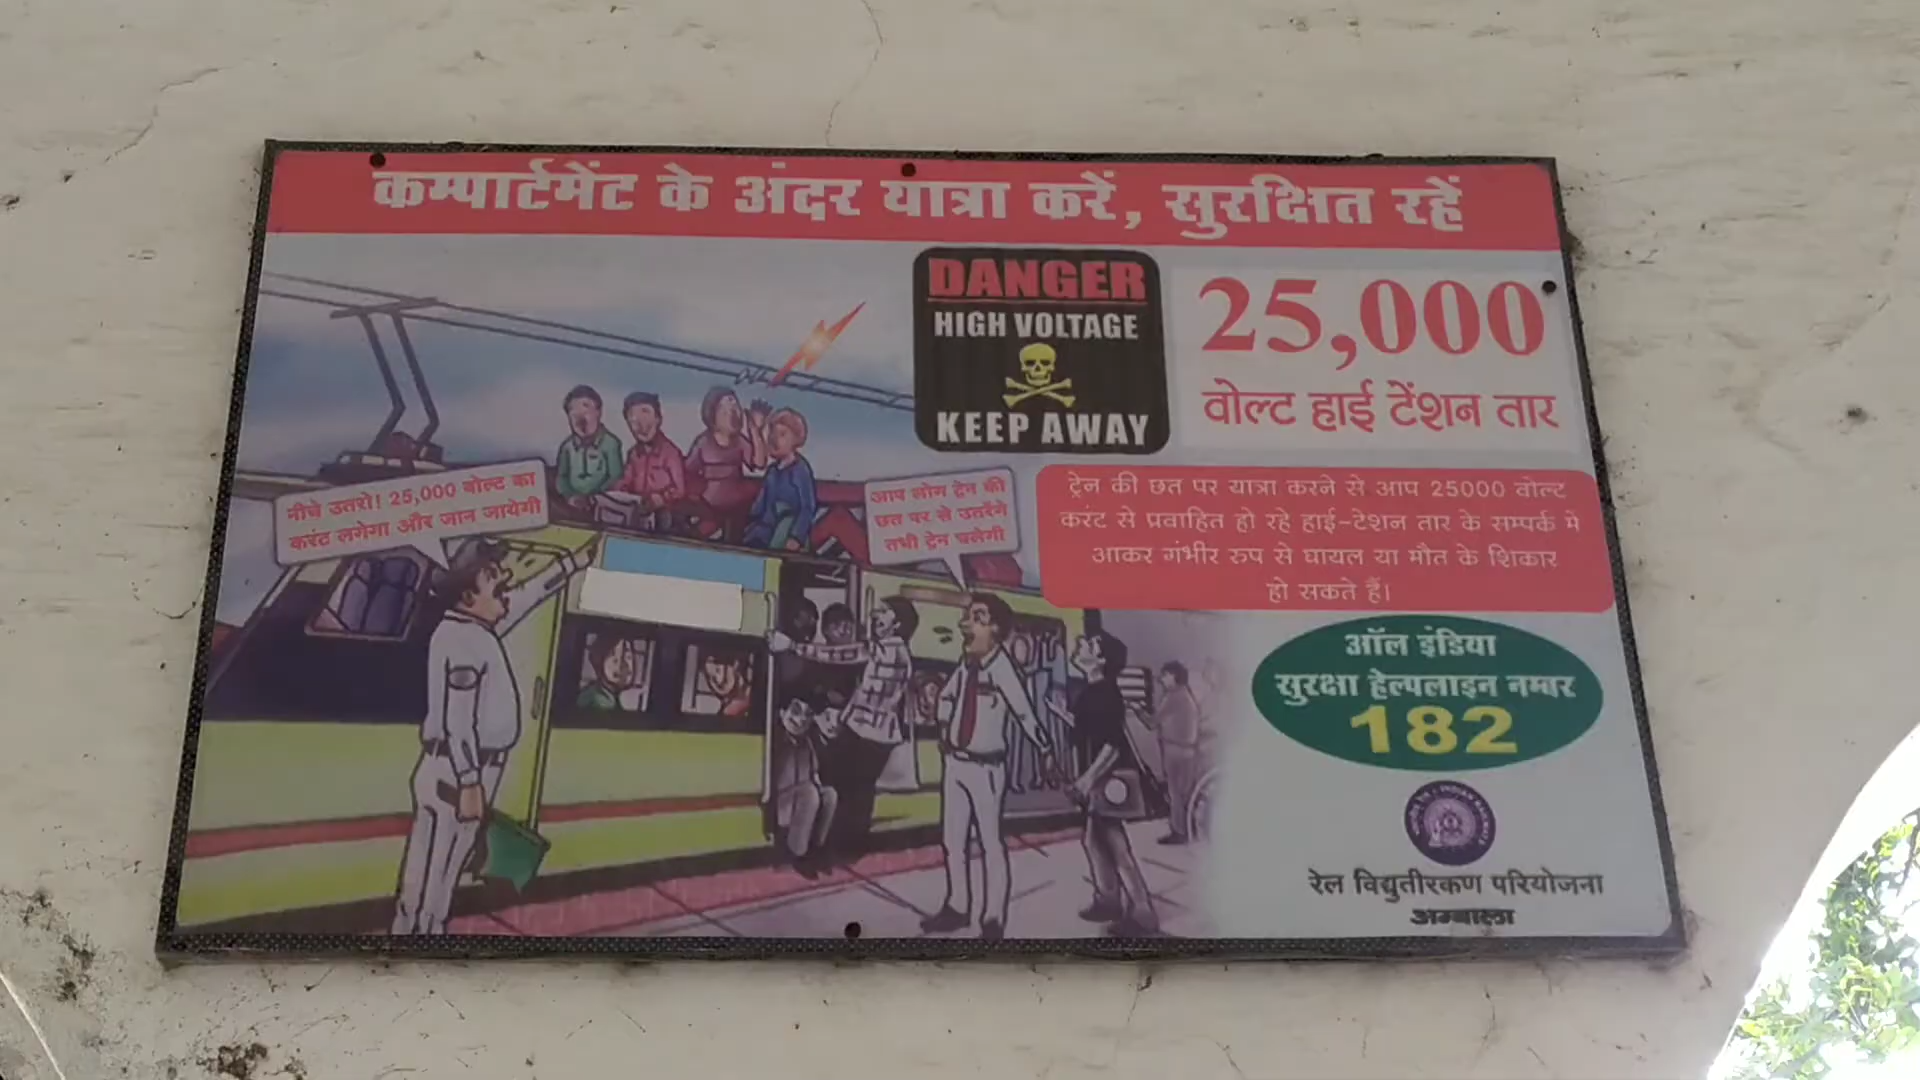 कम्पार्टमेंट के अंदर यात्रा करें, सुरक्षित रहें
DANGER
HIGH VOLTAGE
KEEP AWAY
25,000
वोल्ट हाई टेंशन तार
नीचे उतरो! 25,000 वोल्ट का
करंट लगेगा और जान जायेगी
आप लोग ट्रेन की
छत पर से उतरेंगे
तभी ट्रेन चलेगी
ट्रेन की छत पर यात्रा करने से आप 25000 वोल्ट
करंट से प्रवाहित हो रहे हाई-टेशन तार के सम्पर्क मे
आकर गंभीर रुप से घायल या मौत के शिकार
हो सकते हैं।
ऑल इंडिया
सुरक्षा हेल्पलाइन नम्बर
182
रेल विद्युतीरकण परियोजना
अम्बाला